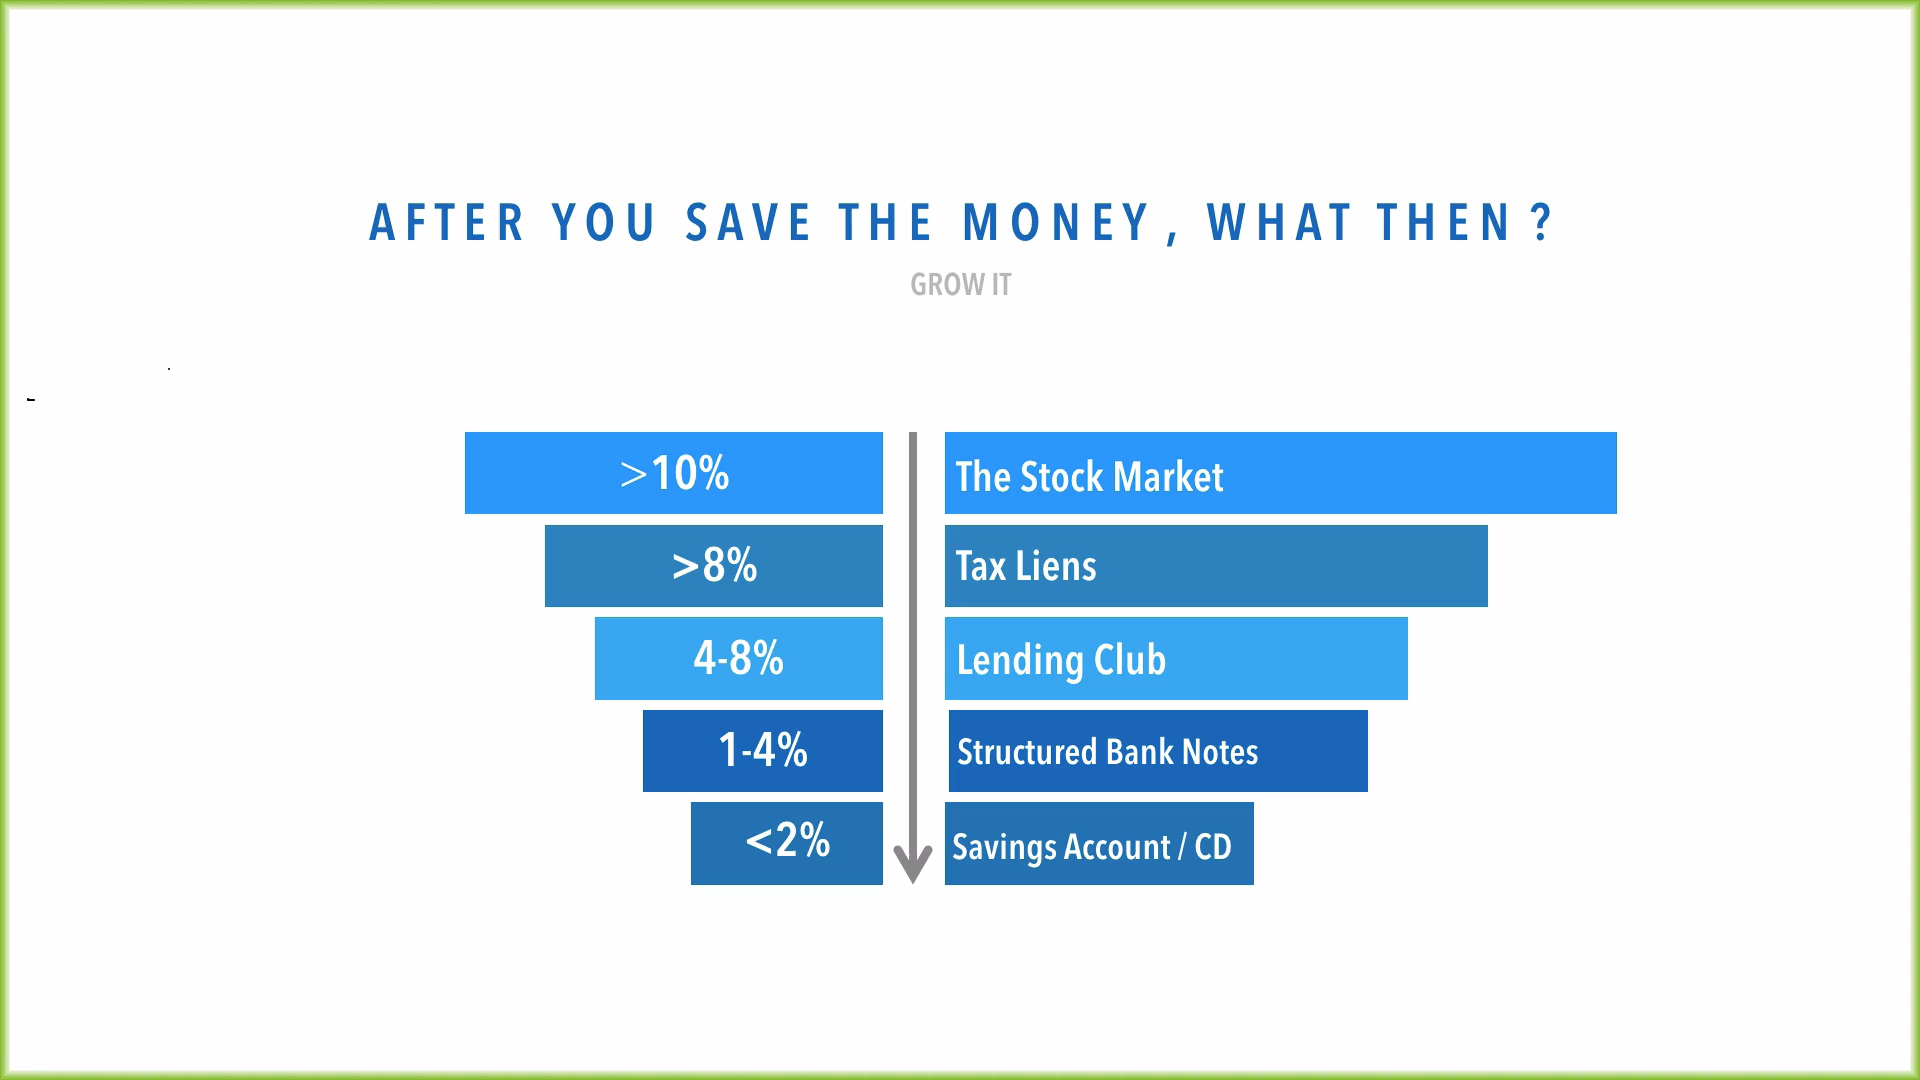 AFTER YOU SAVE THE MONEY, WHAT THEN ?
GROW IT
>10% The Stock Market
>8% Tax Liens
4-8% Lending Club
1-4% Structured Bank Notes
<2% Savings Account / CD